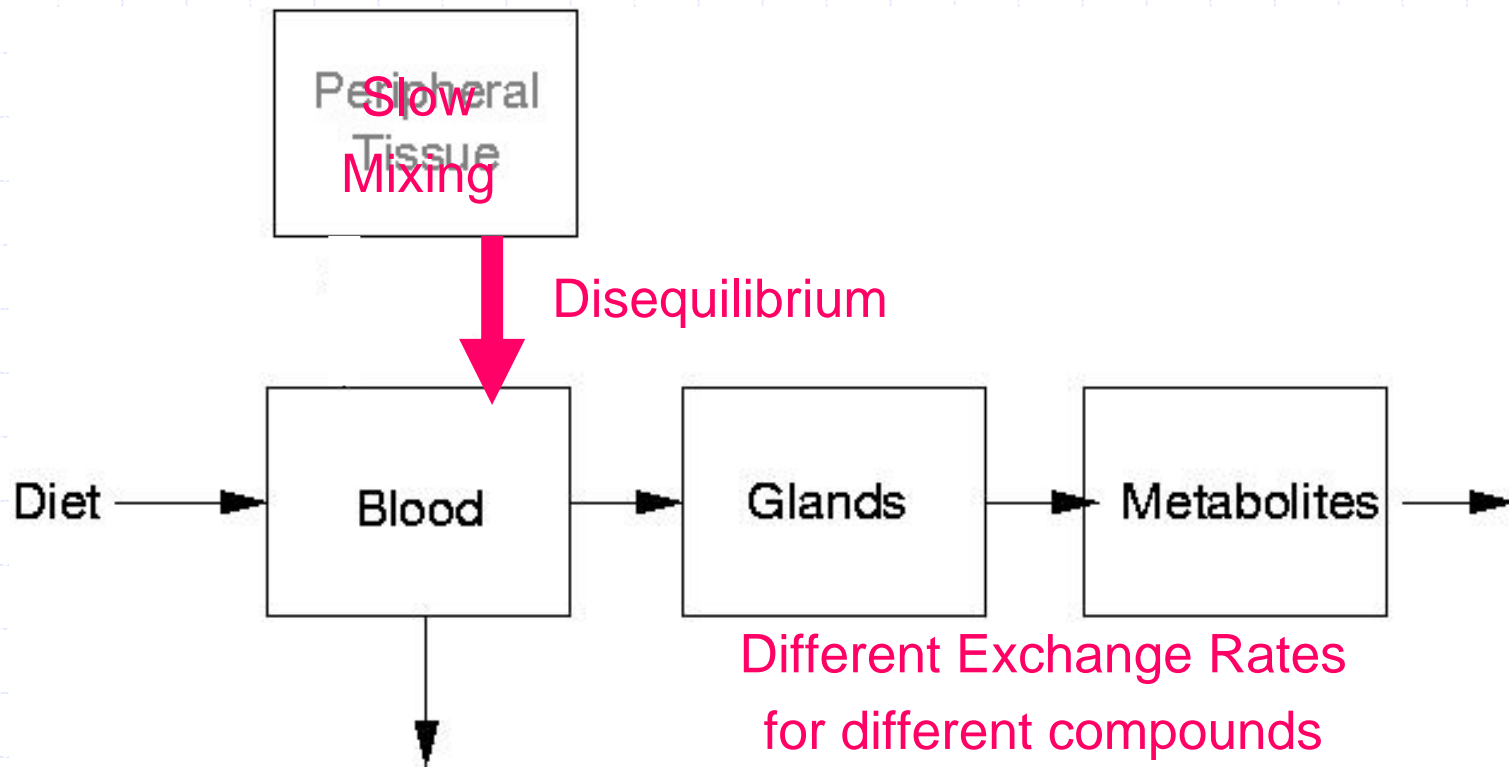 Peripheral
Tissue
Slow
Mixing
Disequilibrium
Diet
Blood
Glands
Metabolites
Different Exchange Rates
for different compounds